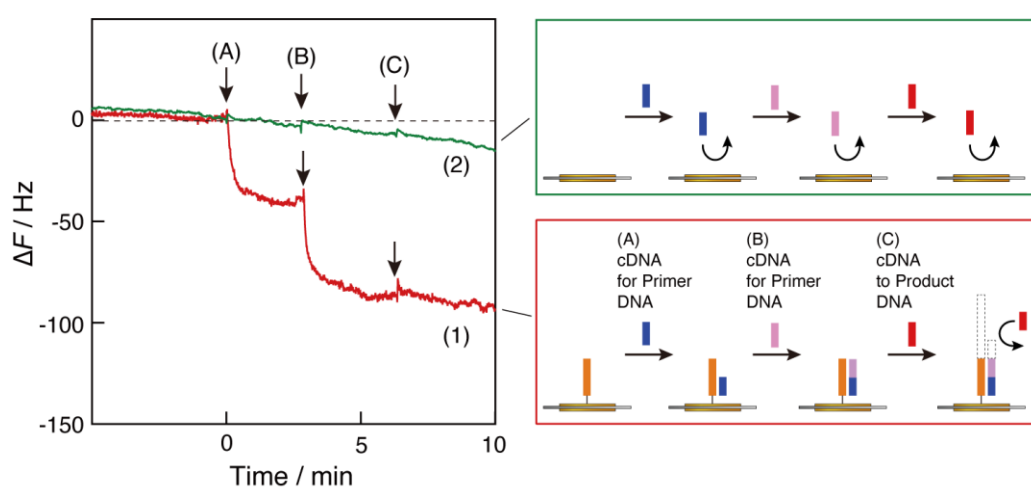 (A)
(B)
(C)
0
-50
-100
-150
ΔF / Hz
(2)
(1)
0
5
10
Time / min
(A)
cDNA
for Primer
DNA
(B)
cDNA
for Primer
DNA
(C)
cDNA
to Product
DNA